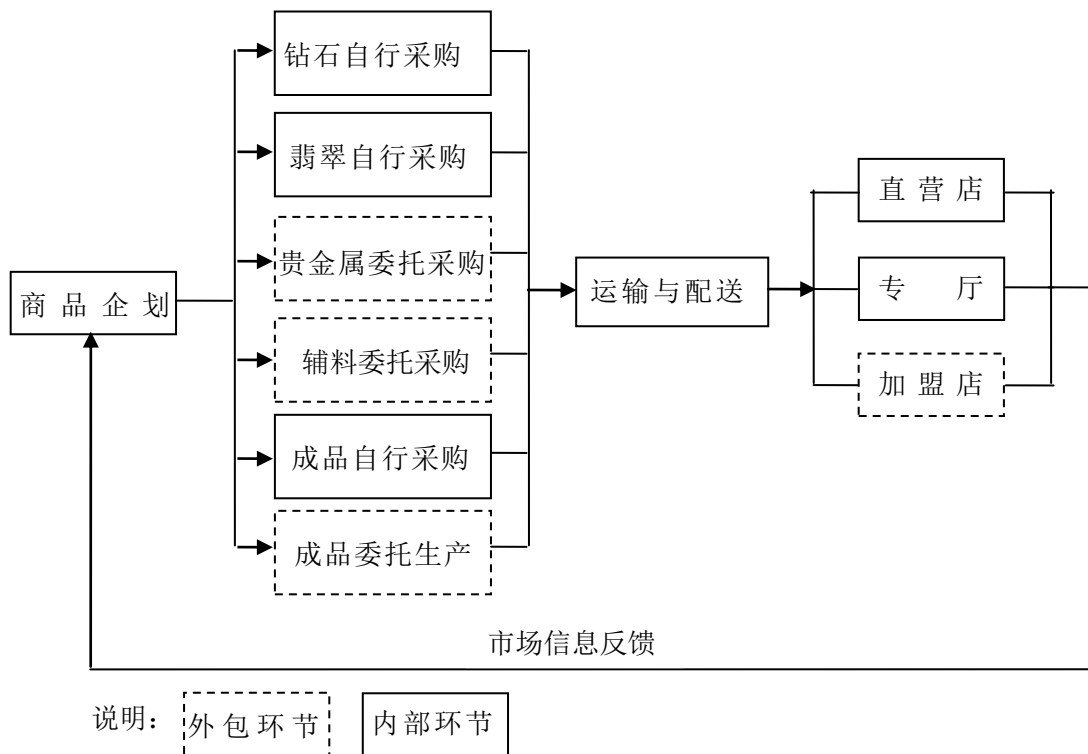 钻石自行采购
翡翠自行采购
贵金属委托采购
辅料委托采购
成品自行采购
成品委托生产
商品企划
运输与配送
直营店
专厅
加盟店
市场信息反馈
说明：
外包环节
内部环节